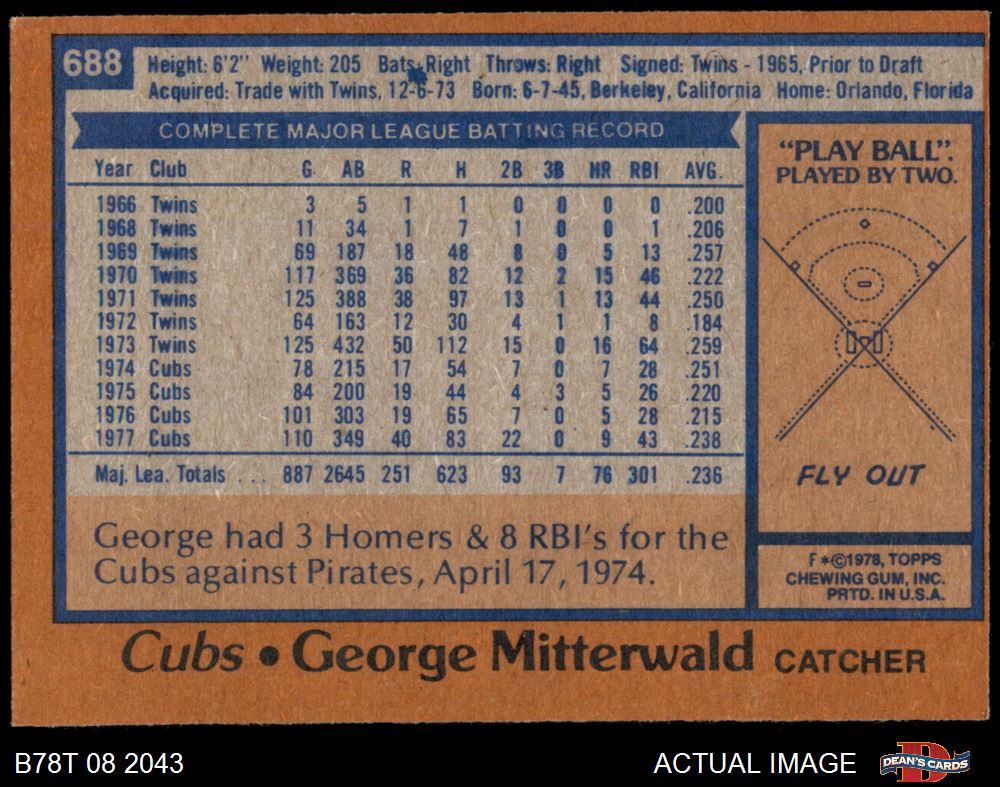 688
Height: 6'2" Weight: 205 Bats: Right Throws: Right Signed: Twins - 1965, Prior to Draft
Acquired: Trade with Twins, 12-6-73 Born: 6-7-45, Berkeley, California Home: Orlando, Florida
COMPLETE MAJOR LEAGUE BATTING RECORD
Year Club G AB R H 2B 3B HR RBI AVG.
1966 Twins 3 5 1 1 0 0 0 0 .200
1968 Twins 11 34 1 7 1 0 0 1 .206
1969 Twins 69 187 18 48 8 0 5 13 .257
1970 Twins 117 369 36 82 12 2 15 46 .222
1971 Twins 125 388 38 97 13 1 13 44 .250
1972 Twins 64 163 12 30 4 1 1 8 .184
1973 Twins 125 432 50 112 15 0 16 64 .259
1974 Cubs 78 215 17 54 7 0 7 28 .251
1975 Cubs 84 200 19 44 4 3 5 26 .220
1976 Cubs 101 303 19 65 7 0 5 28 .215
1977 Cubs 110 349 40 83 22 0 9 43 .238
Maj. Lea. Totals . . . 887 2645 251 623 93 7 76 301 .236
George had 3 Homers & 8 RBI's for the
Cubs against Pirates, April 17, 1974.
"PLAY BALL".
PLAYED BY TWO.
FLY OUT
F*©1978, TOPPS
CHEWING GUM, INC.
PRTD. IN U.S.A.
Cubs • George Mitterwald CATCHER
B78T 08 2043
ACTUAL IMAGE
DEAN'S CARDS